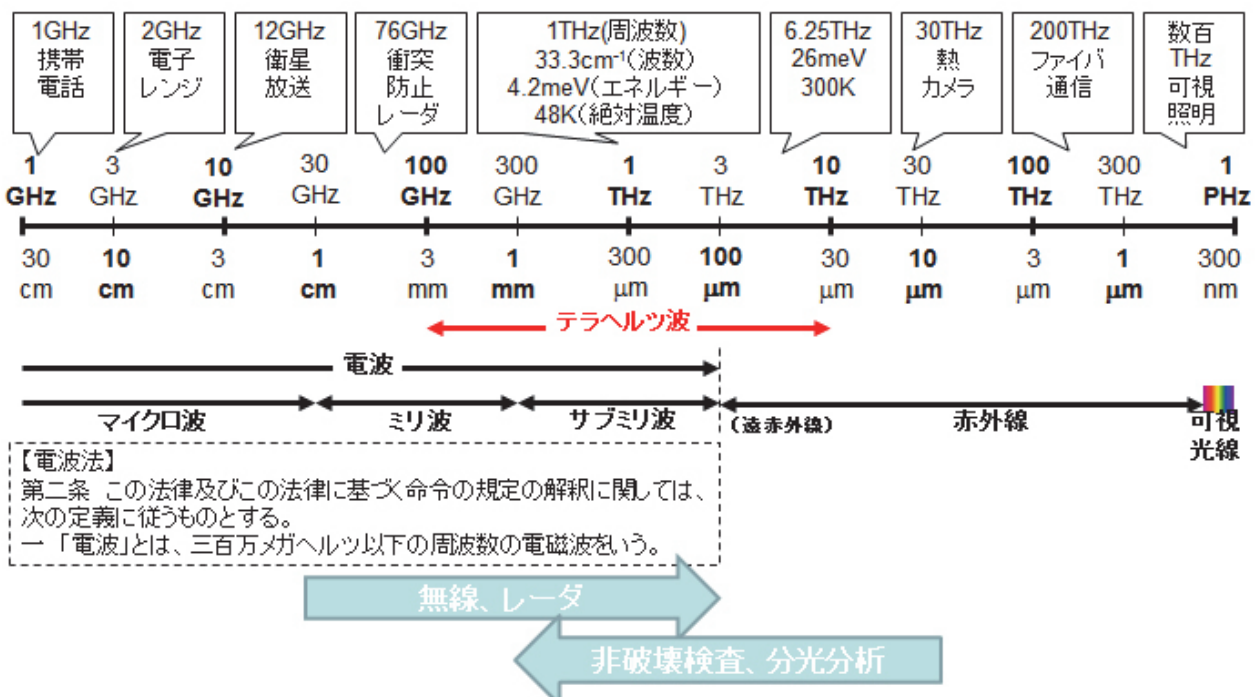 1GHz
携帯
電話
2GHz
電子
レンジ
12GHz
衛星
放送
76GHz
衝突
防止
レーダ
1THz(周波数)
33.3cm⁻¹(波数)
4.2meV(エネルギー)
48K(絶対温度)
6.25THz
26meV
300K
30THz
熱
カメラ
200THz
ファイバ
通信
数百
THz
可視
照明
1 3 10 30 100 300 1 3 10 30 100 300 1
GHz GHz GHz GHz GHz GHz THz THz THz THz THz THz PHz
30 10 3 1 3 1 300 100 30 10 3 1 300
cm cm cm cm mm mm μm μm μm μm μm μm nm
テラヘルツ波
電波
マイクロ波 ミリ波 サブミリ波 (遠赤外線) 赤外線 可視
光線
【電波法】
第二条 この法律及びこの法律に基づく命令の規定の解釈に関しては、
次の定義に従うものとする。
一 「電波」とは、三百万メガヘルツ以下の周波数の電磁波をいう。
無線、レーダ
非破壊検査、分光分析